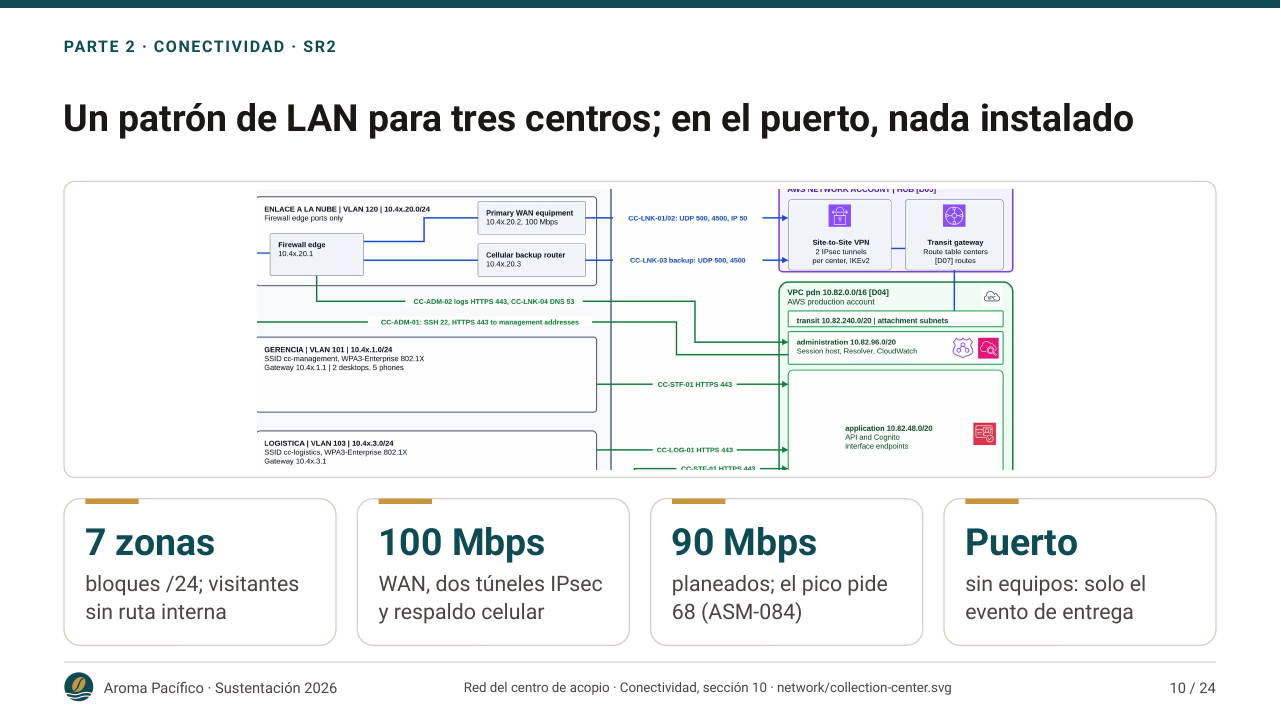 PARTE 2 · CONECTIVIDAD · SR2
Un patrón de LAN para tres centros; en el puerto, nada instalado
ENLACE A LA NUBE | VLAN 120 | 10.4x.20.0/24
Firewall edge ports only
Firewall edge
10.4x.20.1
Primary WAN equipment
10.4x.20.2, 100 Mbps
Cellular backup router
10.4x.20.3
CC-LNK-01/02: UDP 500, 4500, IP 50
CC-LNK-03 backup: UDP 500, 4500
AWS NETWORK ACCOUNT | HUB [D05]
Site-to-Site VPN
2 IPsec tunnels
per center, IKEv2
Transit gateway
Route table centers
[D07] routes
CC-ADM-02 logs HTTPS 443, CC-LNK-04 DNS 53
CC-ADM-01: SSH 22, HTTPS 443 to management addresses
VPC pdn 10.82.0.0/16 [D04]
AWS production account
VPC
transit 10.82.240.0/20 | attachment subnets
administration 10.82.96.0/20
Session host, Resolver, CloudWatch
GERENCIA | VLAN 101 | 10.4x.1.0/24
SSID cc-management, WPA3-Enterprise 802.1X
Gateway 10.4x.1.1 | 2 desktops, 5 phones
CC-STF-01 HTTPS 443
application 10.82.48.0/20
API and Cognito
interface endpoints
LOGISTICA | VLAN 103 | 10.4x.3.0/24
SSID cc-logistics, WPA3-Enterprise 802.1X
Gateway 10.4x.3.1
CC-LOG-01 HTTPS 443
CC-STF-01 HTTPS 443
7 zonas
bloques /24; visitantes
sin ruta interna
100 Mbps
WAN, dos túneles IPsec
y respaldo celular
90 Mbps
planeados; el pico pide
68 (ASM-084)
Puerto
sin equipos: solo el
evento de entrega
Aroma Pacífico · Sustentación 2026
Red del centro de acopio · Conectividad, sección 10 · network/collection-center.svg
10 / 24